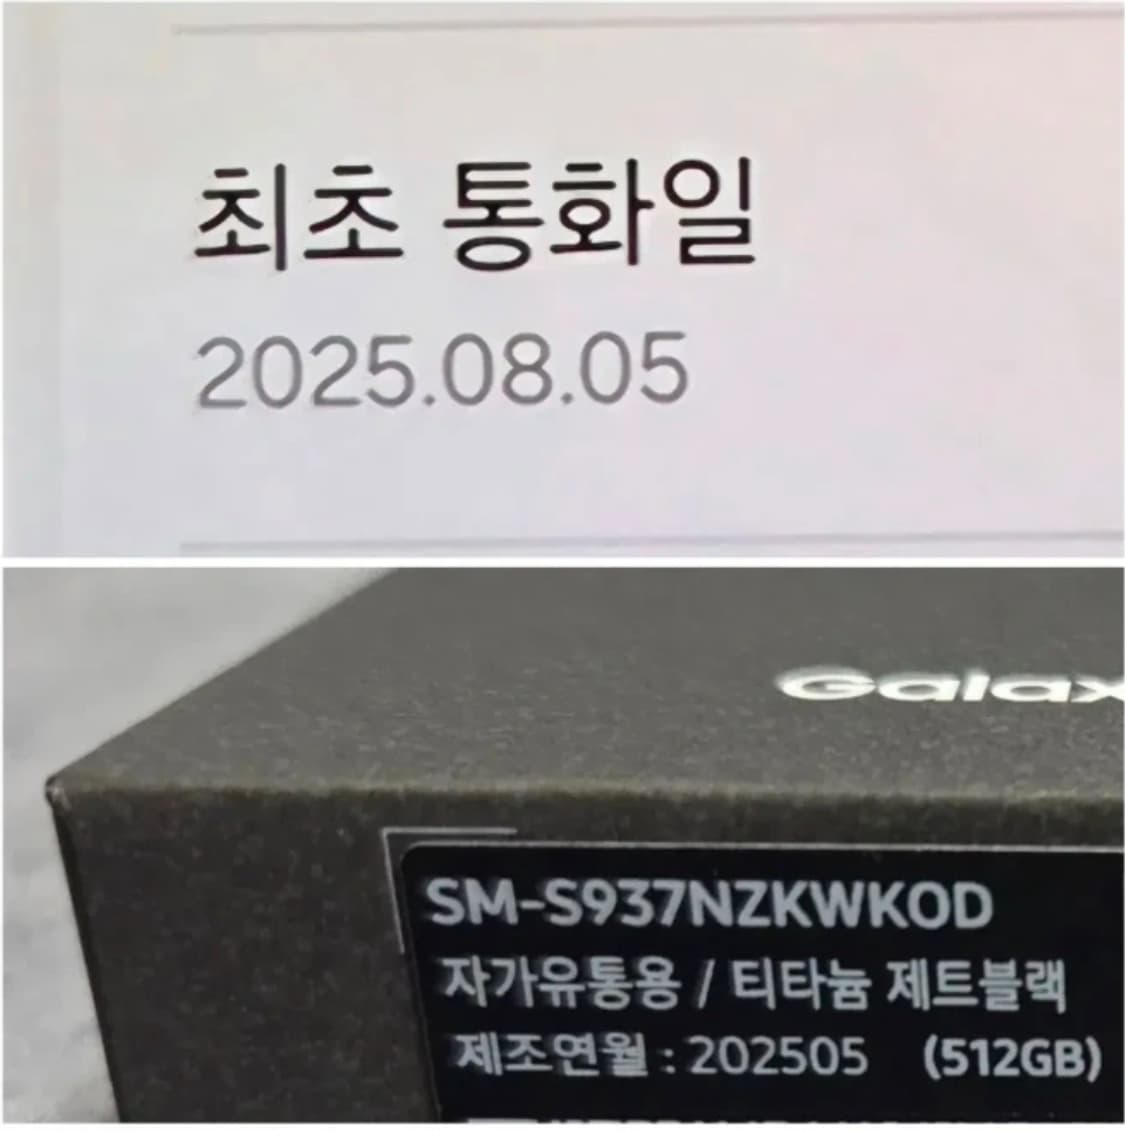 최초 통화일
2025.08.05
Galax
SM-S937NZKWKOD
자가유통용 / 티타늄 제트블랙
제조연월 : 202505 (512GB)